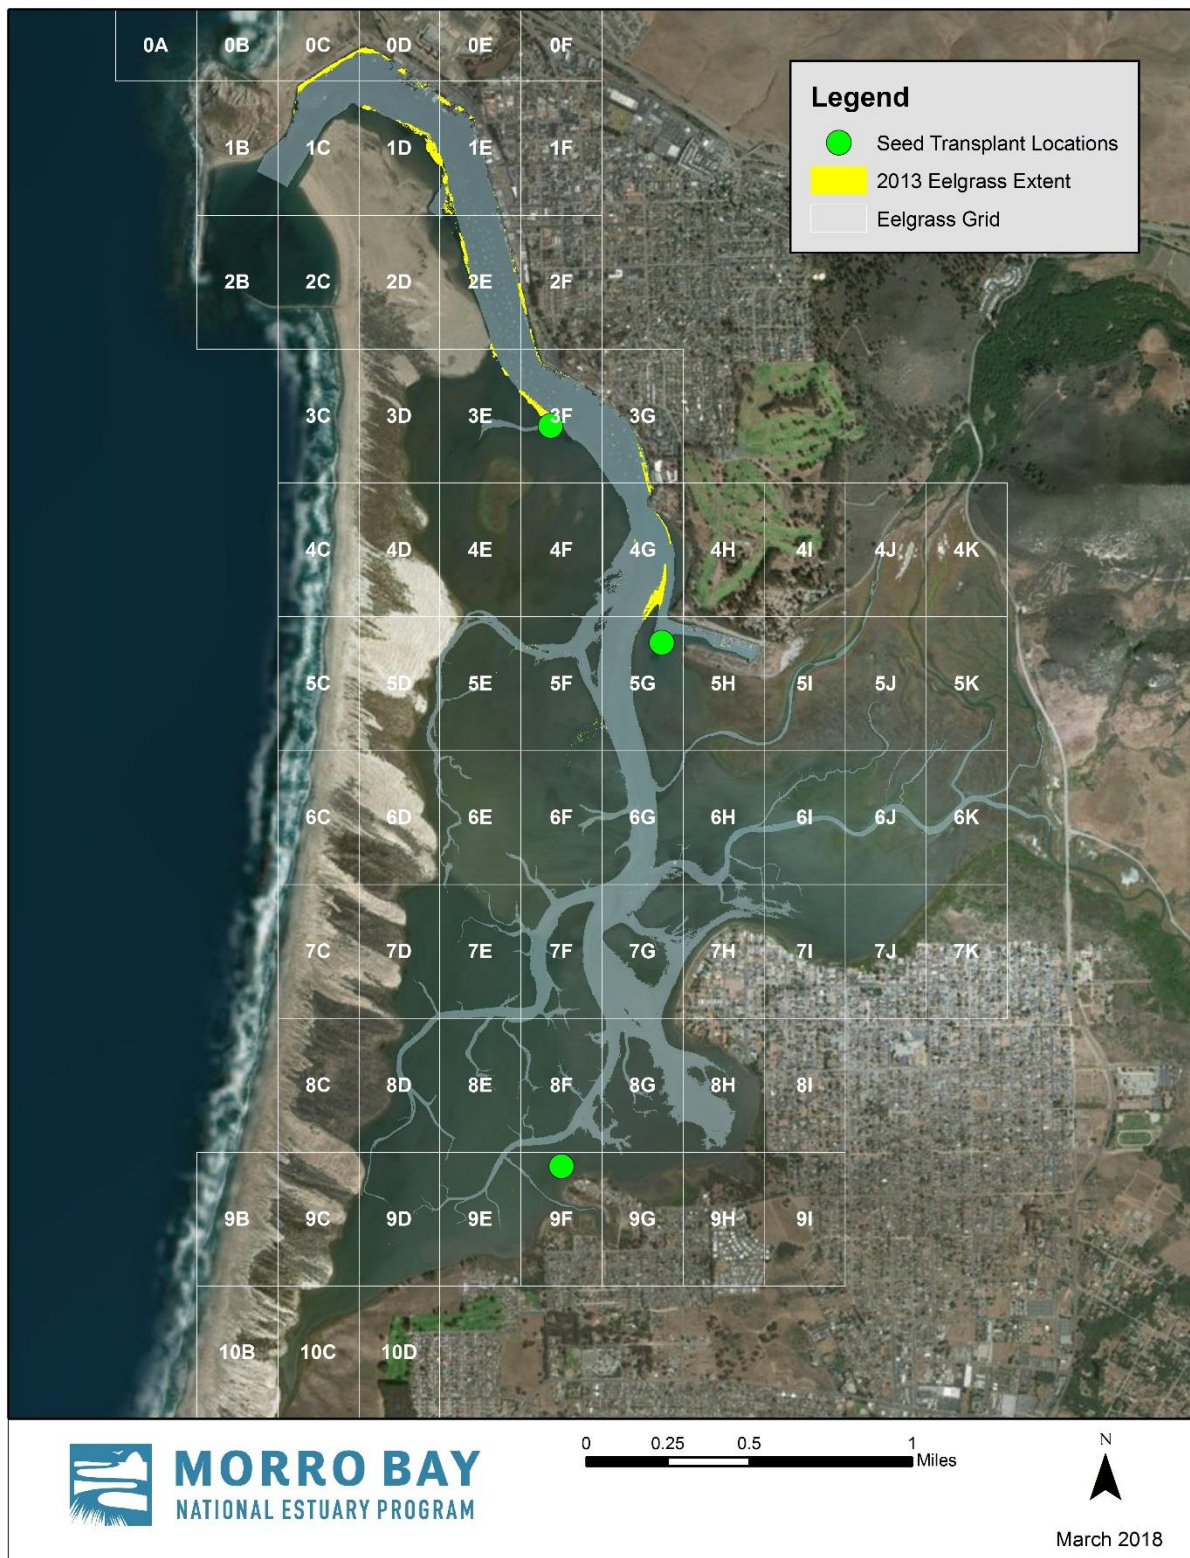 0A 0B 0C 0D 0E 0F
Legend
Seed Transplant Locations
2013 Eelgrass Extent
Eelgrass Grid
1B 1C 1D 1E 1F
2B 2C 2D 2E 2F
3C 3D 3E 3F 3G
4C 4D 4E 4F 4G 4H 4I 4J 4K
5C 5D 5E 5F 5G 5H 5I 5J 5K
6C 6D 6E 6F 6G 6H 6I 6J 6K
7C 7D 7E 7F 7G 7H 7I 7J 7K
8C 8D 8E 8F 8G 8H 8I
9B 9C 9D 9E 9F 9G 9H 9I
10B 10C 10D
MORRO BAY
NATIONAL ESTUARY PROGRAM
0 0.25 0.5 1
Miles
N
March 2018